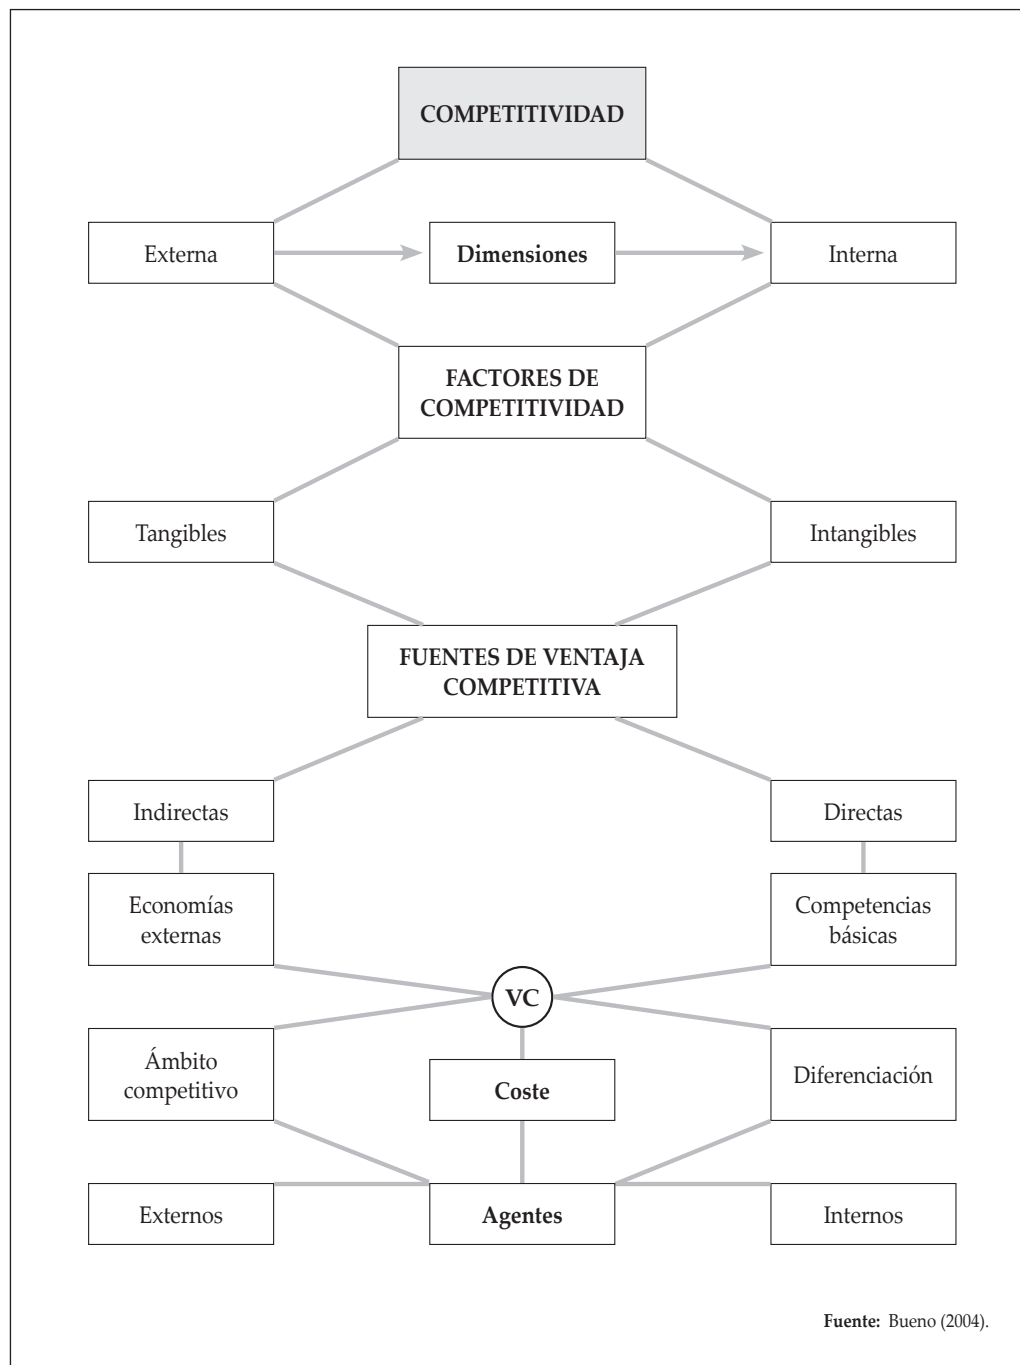 COMPETITIVIDAD
Externa
Dimensiones
Interna
FACTORES DE
COMPETITIVIDAD
Tangibles
Intangibles
FUENTES DE VENTAJA
COMPETITIVA
Indirectas
Directas
Economías
externas
Competencias
básicas
VC
Ámbito
competitivo
Coste
Diferenciación
Externos
Agentes
Internos
Fuente: Bueno (2004).